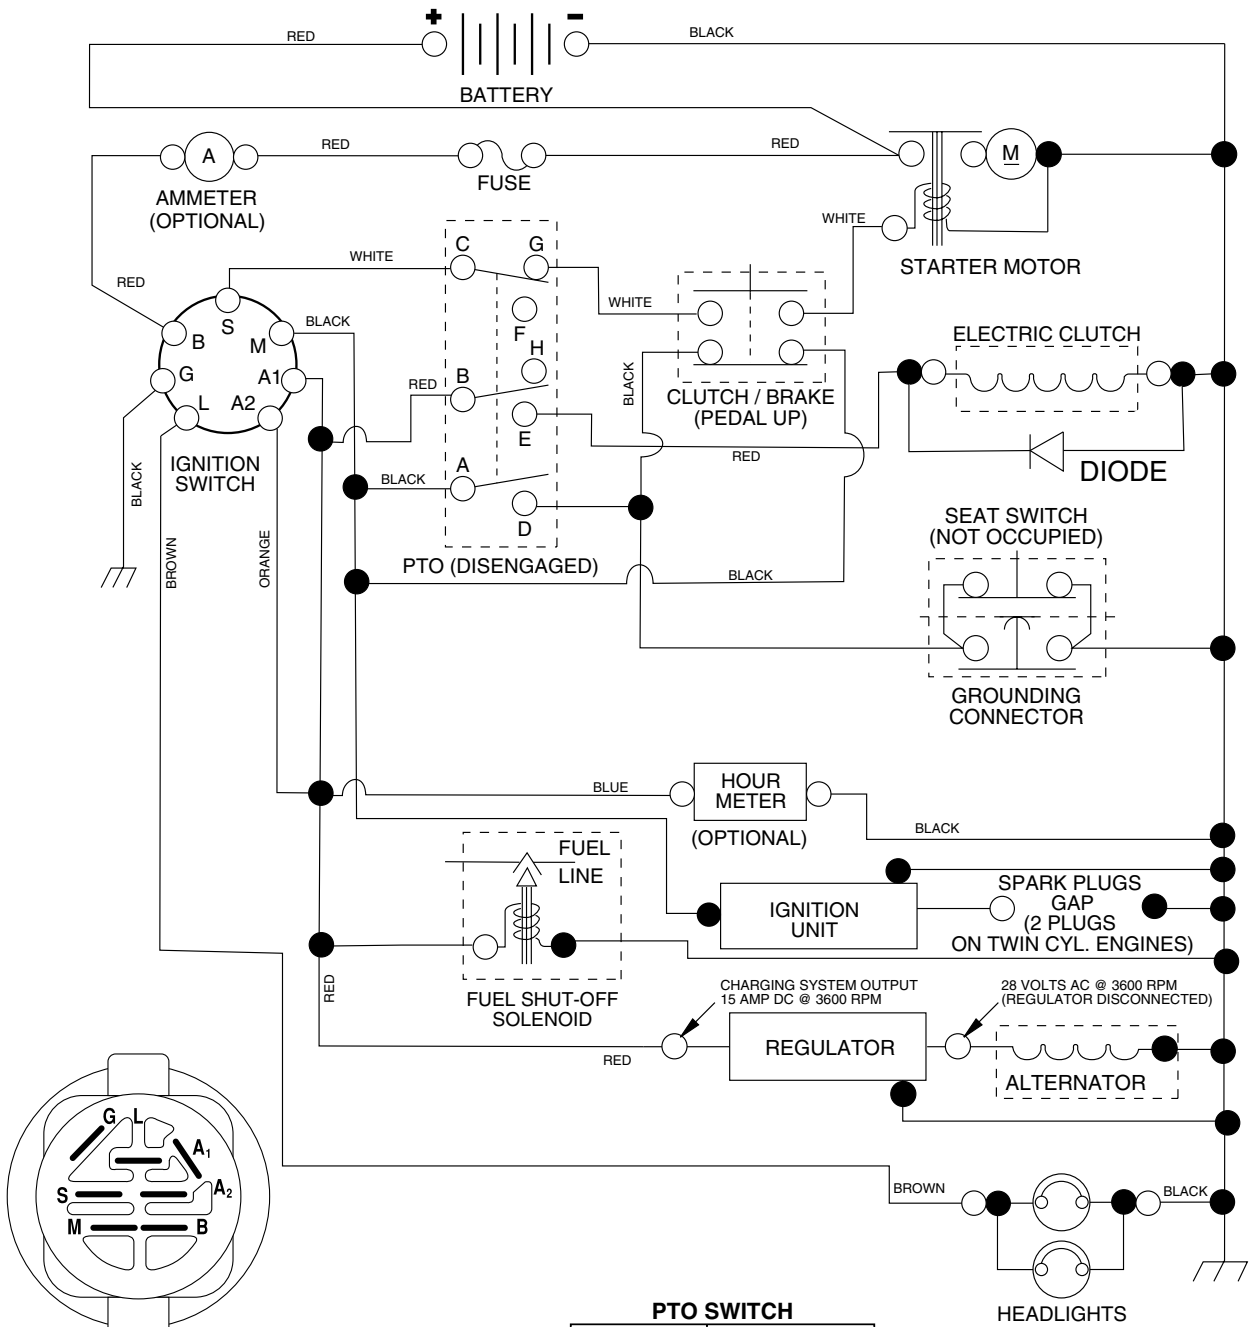 + -
RED
BLACK
BATTERY
A
RED
RED
M
FUSE
AMMETER
(OPTIONAL)
WHITE
STARTER MOTOR
C
G
WHITE
RED
WHITE
F
S
B
M
BLACK
H
ELECTRIC CLUTCH
G
A1
B
RED
BLACK
CLUTCH / BRAKE
(PEDAL UP)
L
A2
E
RED
IGNITION
SWITCH
A
BLACK
DIODE
BLACK
D
SEAT SWITCH
(NOT OCCUPIED)
BROWN
ORANGE
PTO (DISENGAGED)
BLACK
GROUNDING
CONNECTOR
BLUE
HOUR
METER
(OPTIONAL)
BLACK
FUEL
LINE
IGNITION
UNIT
SPARK PLUGS
GAP
(2 PLUGS
ON TWIN CYL. ENGINES)
RED
FUEL SHUT-OFF
SOLENOID
CHARGING SYSTEM OUTPUT
15 AMP DC @ 3600 RPM
28 VOLTS AC @ 3600 RPM
(REGULATOR DISCONNECTED)
RED
REGULATOR
ALTERNATOR
G L
A1
S
A2
M
B
BROWN
BLACK
PTO SWITCH
HEADLIGHTS